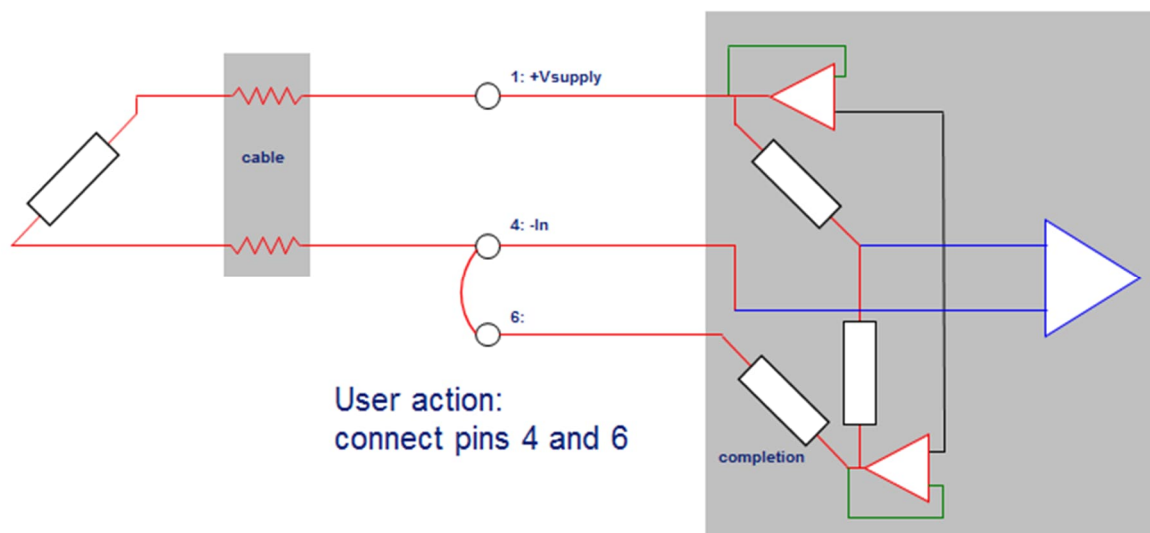 1: +Vsupply
cable
4: -In
6:
User action:
connect pins 4 and 6
completion